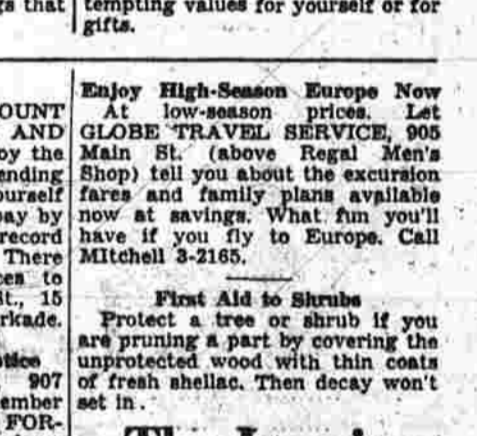 gs that
OUNT
AND
oy the
ending
ourself
pay by
record
There
ces to
St., 15
rkade.
otice
907
ember
FOR-
tempting values for yourself or for
gifts.
Enjoy High-Season Europe Now
At low-season prices. Let
GLOBE TRAVEL SERVICE, 905
Main St. (above Regal Men's
Shop) tell you about the excursion
fares and family plans available
now at savings. What fun you'll
have if you fly to Europe. Call
MItchell 3-2165.
First Aid to Shrubs
Protect a tree or shrub if you
are pruning a part by covering the
unprotected wood with thin coats
of fresh shellac. Then decay won't
set in.